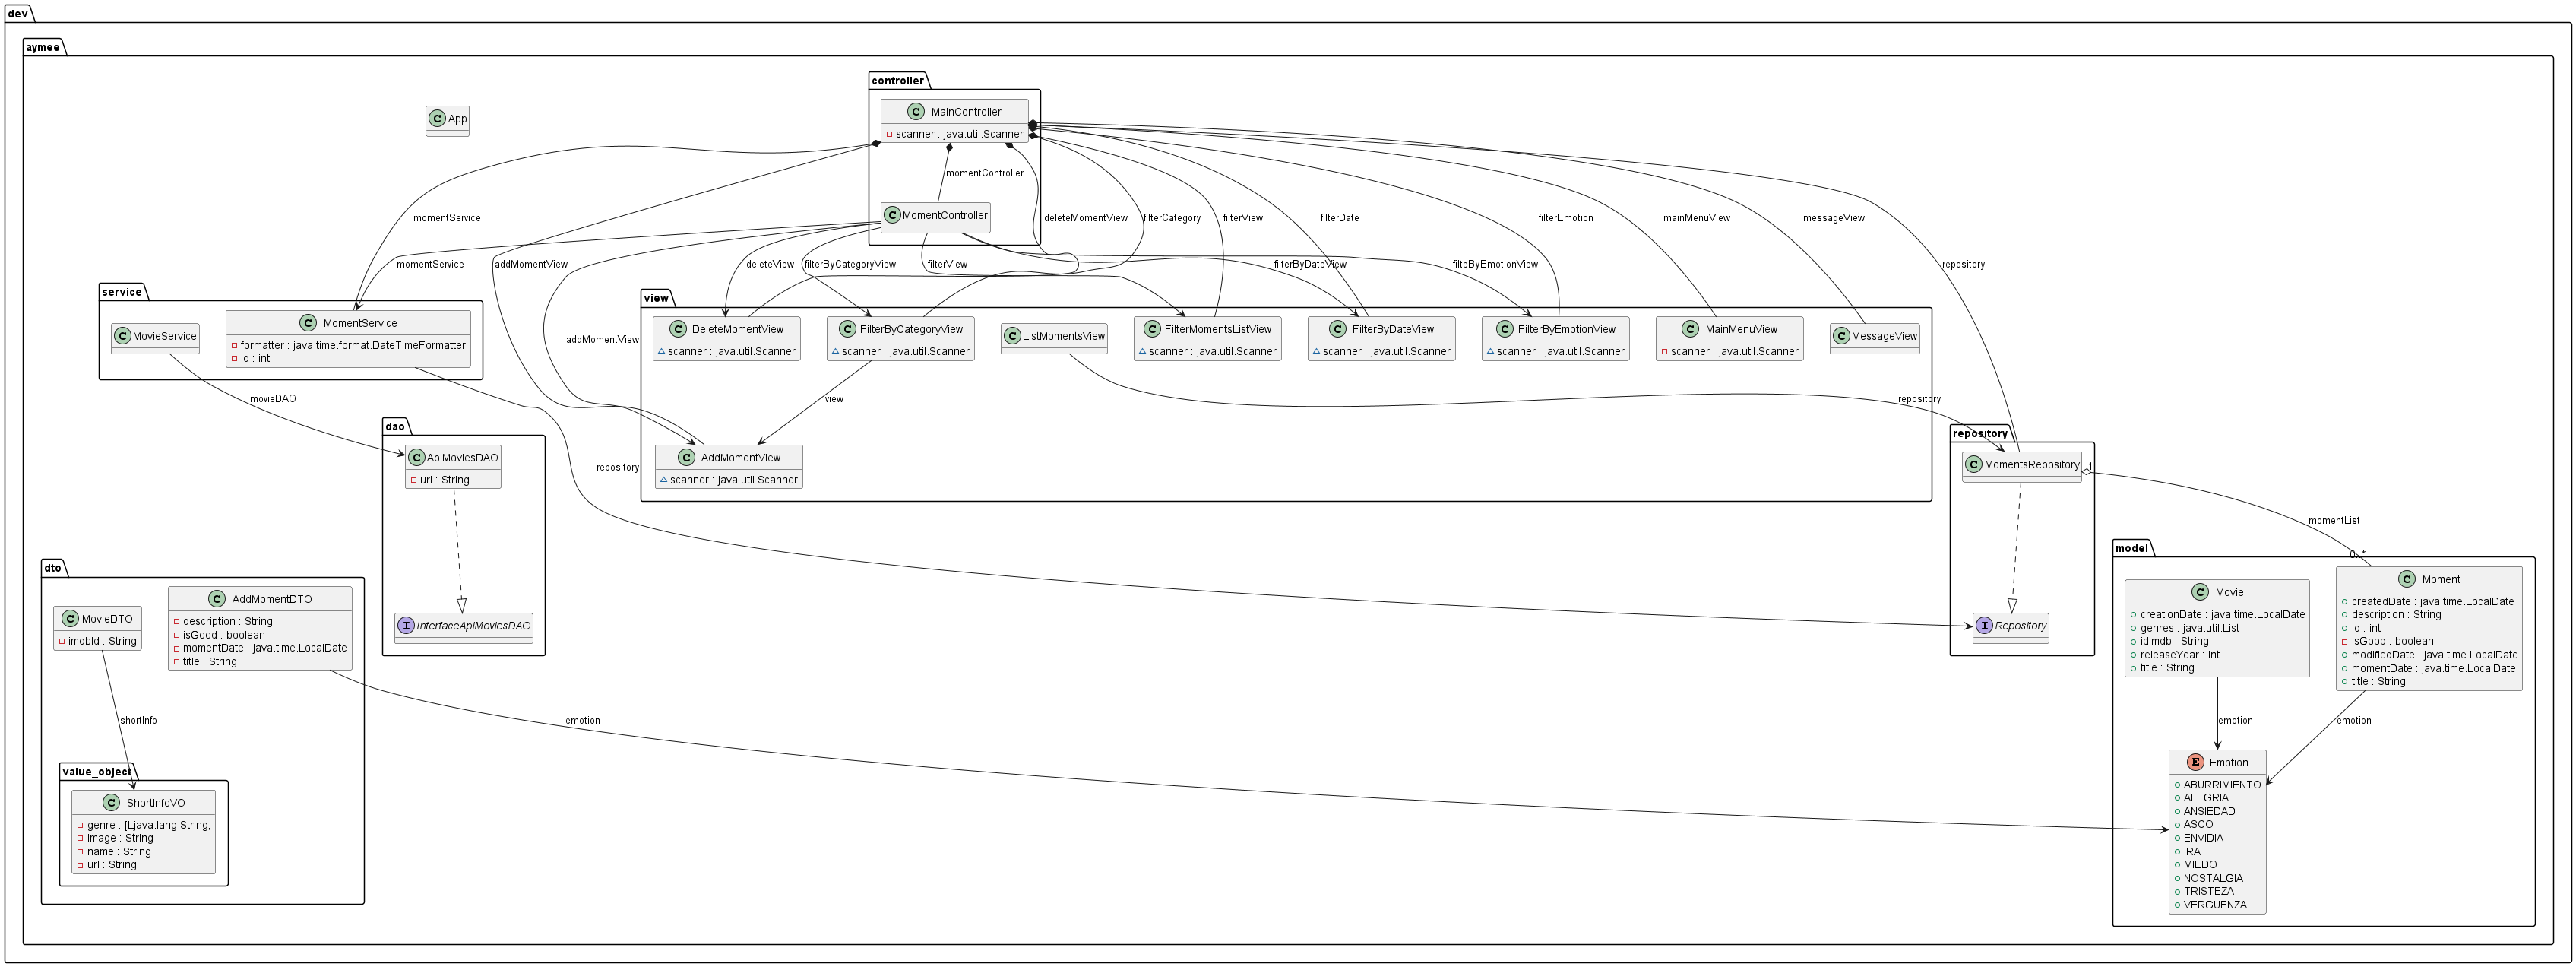 dev
aymee
controller
C MainController
scanner : java.util.Scanner
C App
momentController
C MomentController
momentService
deleteMomentView
filterCategory
filterView
filterDate
filterEmotion
mainMenuView
messageView
momentService
addMomentView
deleteView
filterByCategoryView
filterView
filterByDateView
filteByEmotionView
repository
service
C MovieService
C MomentService
formatter : java.time.format.DateTimeFormatter
id : int
view
C DeleteMomentView
~ scanner : java.util.Scanner
C FilterByCategoryView
~ scanner : java.util.Scanner
C ListMomentsView
C FilterMomentsListView
~ scanner : java.util.Scanner
C FilterByDateView
~ scanner : java.util.Scanner
C FilterByEmotionView
~ scanner : java.util.Scanner
C MainMenuView
scanner : java.util.Scanner
C MessageView
addMomentView
movieDAO
view
repository
C AddMomentView
~ scanner : java.util.Scanner
repository
dao
C ApiMoviesDAO
url : String
I InterfaceApiMoviesDAO
repository
C MomentsRepository
1
I Repository
momentList
0..*
dto
C MovieDTO
imdbId : String
C AddMomentDTO
description : String
isGood : boolean
momentDate : java.time.LocalDate
title : String
shortInfo
emotion
value_object
C ShortInfoVO
genre : [Ljava.lang.String;
image : String
name : String
url : String
model
C Movie
creationDate : java.time.LocalDate
genres : java.util.List
idImdb : String
releaseYear : int
title : String
C Moment
createdDate : java.time.LocalDate
description : String
id : int
isGood : boolean
modifiedDate : java.time.LocalDate
momentDate : java.time.LocalDate
title : String
emotion
emotion
E Emotion
ABURRIMIENTO
ALEGRIA
ANSIEDAD
ASCO
ENVIDIA
IRA
MIEDO
NOSTALGIA
TRISTEZA
VERGUENZA